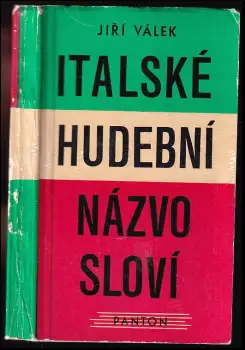 JIŘÍ VÁLEK
ITALSKÉ
HUDEBNÍ
NÁZVO
SLOVÍ
PANTON